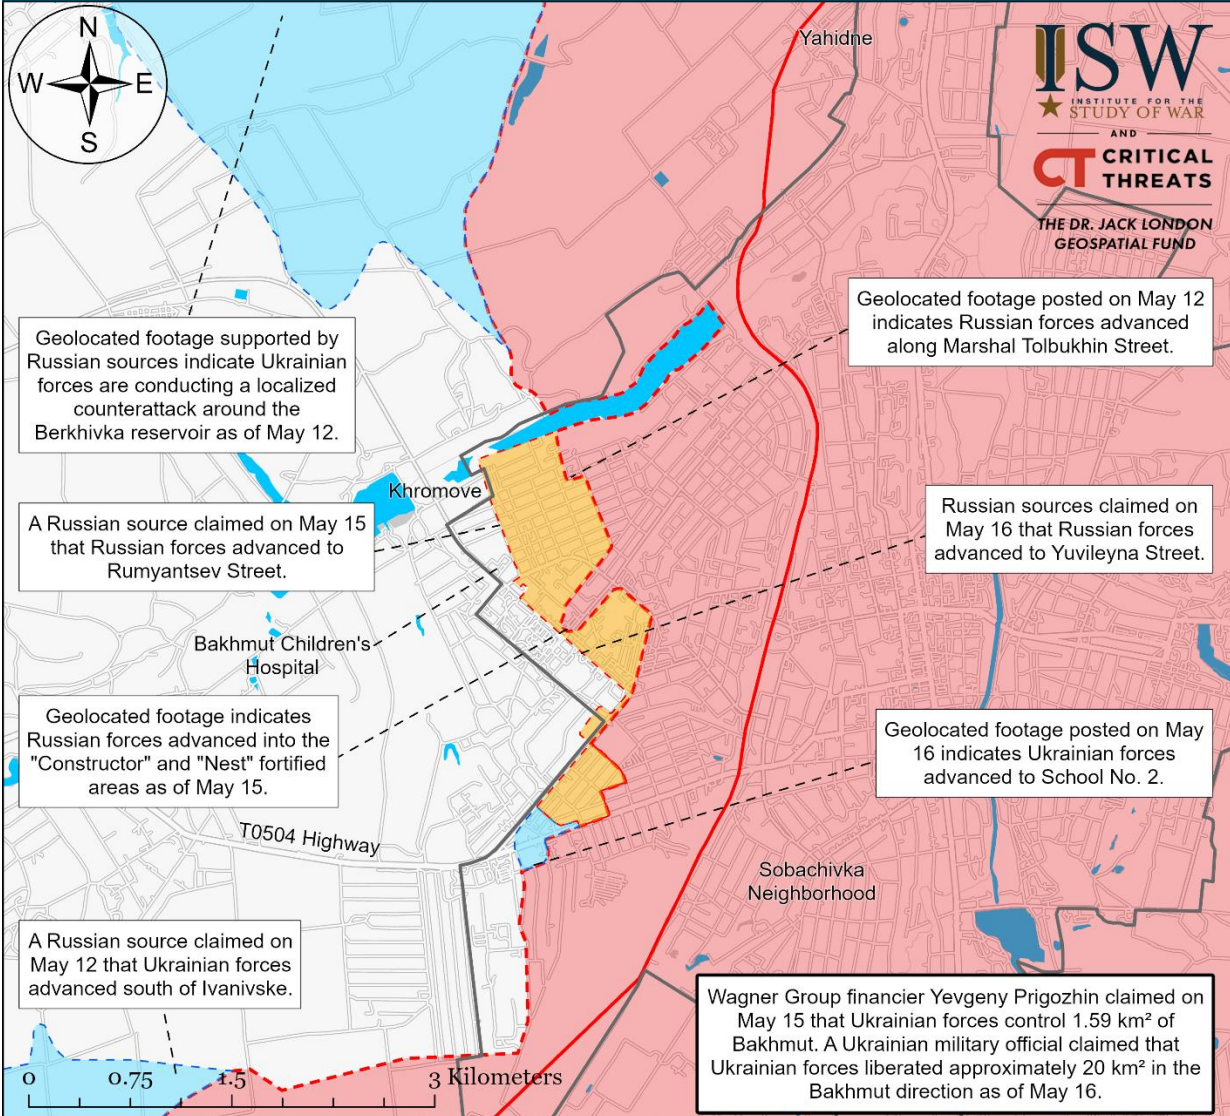 N
W
E
S
Yahidne
ISW
INSTITUTE FOR THE
STUDY OF WAR
AND
CT CRITICAL
THREATS
THE DR. JACK LONDON
GEOSPATIAL FUND
Geolocated footage posted on May 12
indicates Russian forces advanced
along Marshal Tolbukhin Street.
Geolocated footage supported by
Russian sources indicate Ukrainian
forces are conducting a localized
counterattack around the
Berkhivka reservoir as of May 12.
Khromove
Russian sources claimed on
May 16 that Russian forces
advanced to Yuvileyna Street.
A Russian source claimed on May 15
that Russian forces advanced to
Rumyantsev Street.
Bakhmut Children's
Hospital
Geolocated footage indicates
Russian forces advanced into the
"Constructor" and "Nest" fortified
areas as of May 15.
Geolocated footage posted on May
16 indicates Ukrainian forces
advanced to School No. 2.
T0504 Highway
Sobachivka
Neighborhood
A Russian source claimed on
May 12 that Ukrainian forces
advanced south of Ivanivske.
Wagner Group financier Yevgeny Prigozhin claimed on
May 15 that Ukrainian forces control 1.59 km² of
Bakhmut. A Ukrainian military official claimed that
Ukrainian forces liberated approximately 20 km² in the
Bakhmut direction as of May 16.
0 0.75 1.5 3 Kilometers